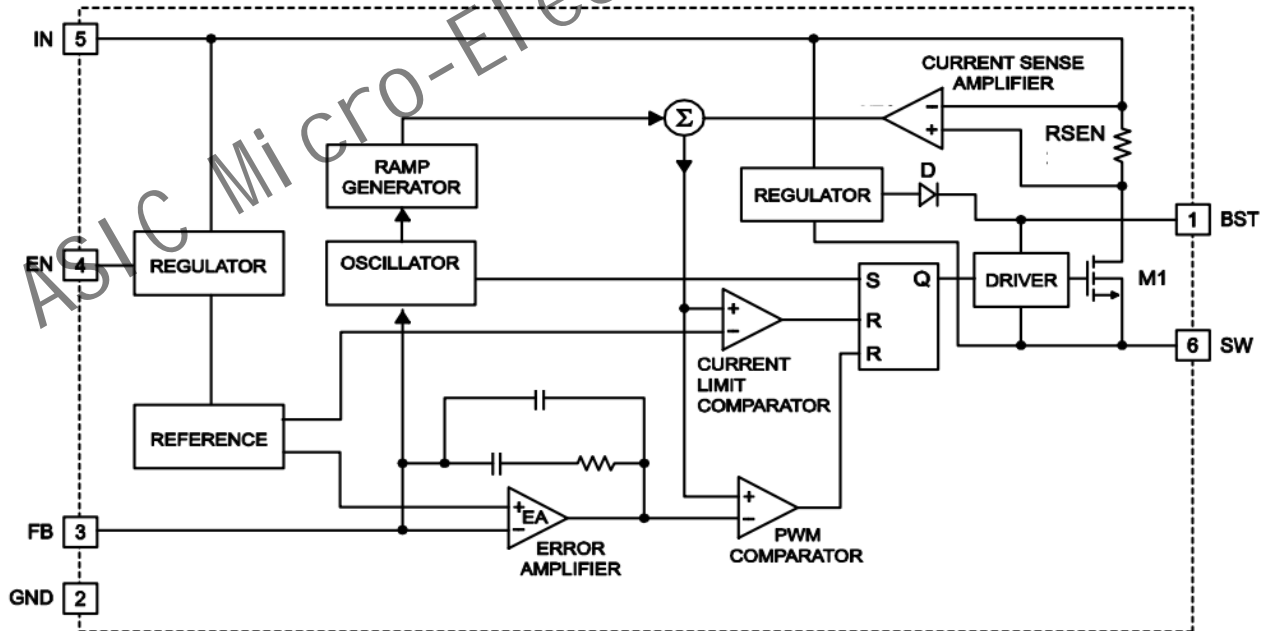 ASIC Micro-Elec
IN 5
CURRENT SENSE
AMPLIFIER
- 
+
Σ
RSEN
RAMP
GENERATOR
REGULATOR
D
1 BST
EN 4
REGULATOR
OSCILLATOR
S Q
R
R
DRIVER
M1
+
-
6 SW
CURRENT
LIMIT
COMPARATOR
REFERENCE
+
EA
-
+
-
FB 3
ERROR
AMPLIFIER
PWM
COMPARATOR
GND 2